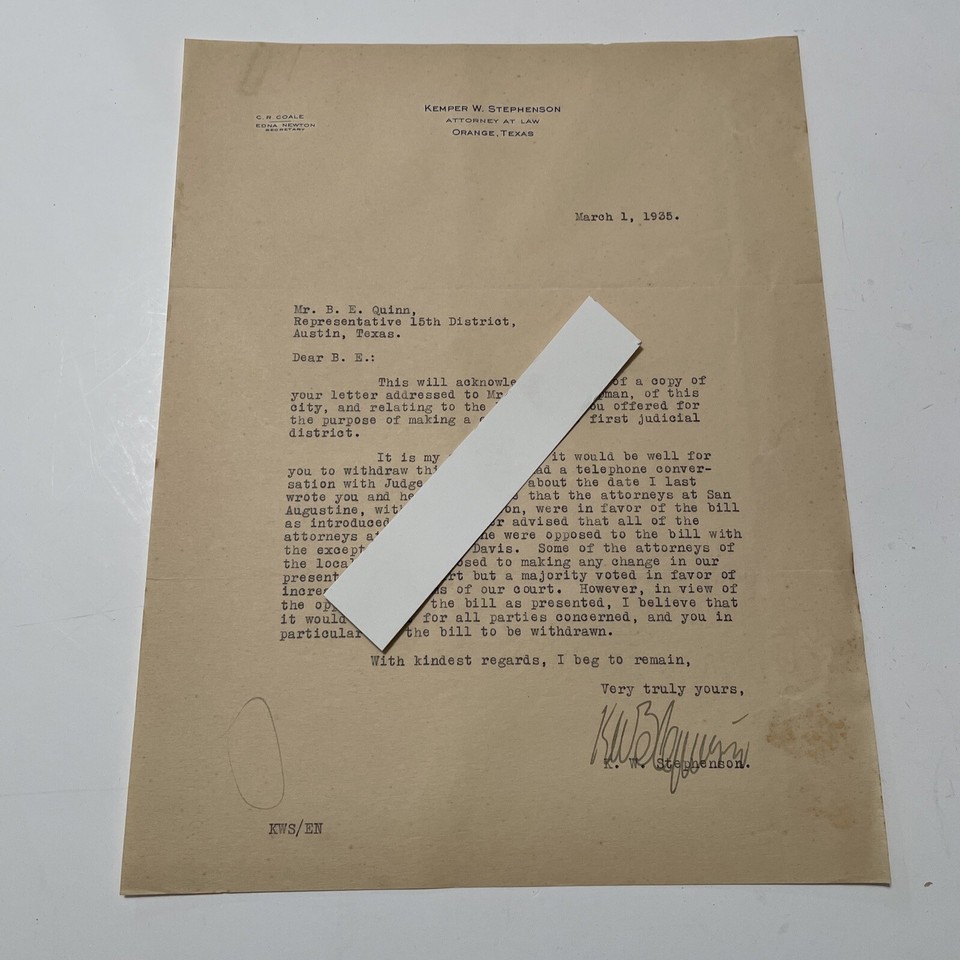 C. R. COALE
EDNA NEWTON
SECRETARY
KEMPER W. STEPHENSON
ATTORNEY AT LAW
ORANGE, TEXAS
March 1, 1935.
Mr. B. E. Quinn,
Representative 15th District,
Austin, Texas.
Dear B. E.:
This will acknowle of a copy of
your letter addressed to Mr man, of this
city, and relating to the offered for
the purpose of making a first judicial
district.
It is my it would be well for
you to withdraw thi a telephone conver-
sation with Judge about the date I last
wrote you and he that the attorneys at San
Augustine, wit on, were in favor of the bill
as introduced er advised that all of the
attorneys a were opposed to the bill with
the except Davis. Some of the attorneys of
the local osed to making any change in our
present rt but a majority voted in favor of
incre s of our court. However, in view of
the op the bill as presented, I believe that
it would for all parties concerned, and you in
particular the bill to be withdrawn.
With kindest regards, I beg to remain,
Very truly yours,
K. W. Stephenson.
KWS/EN